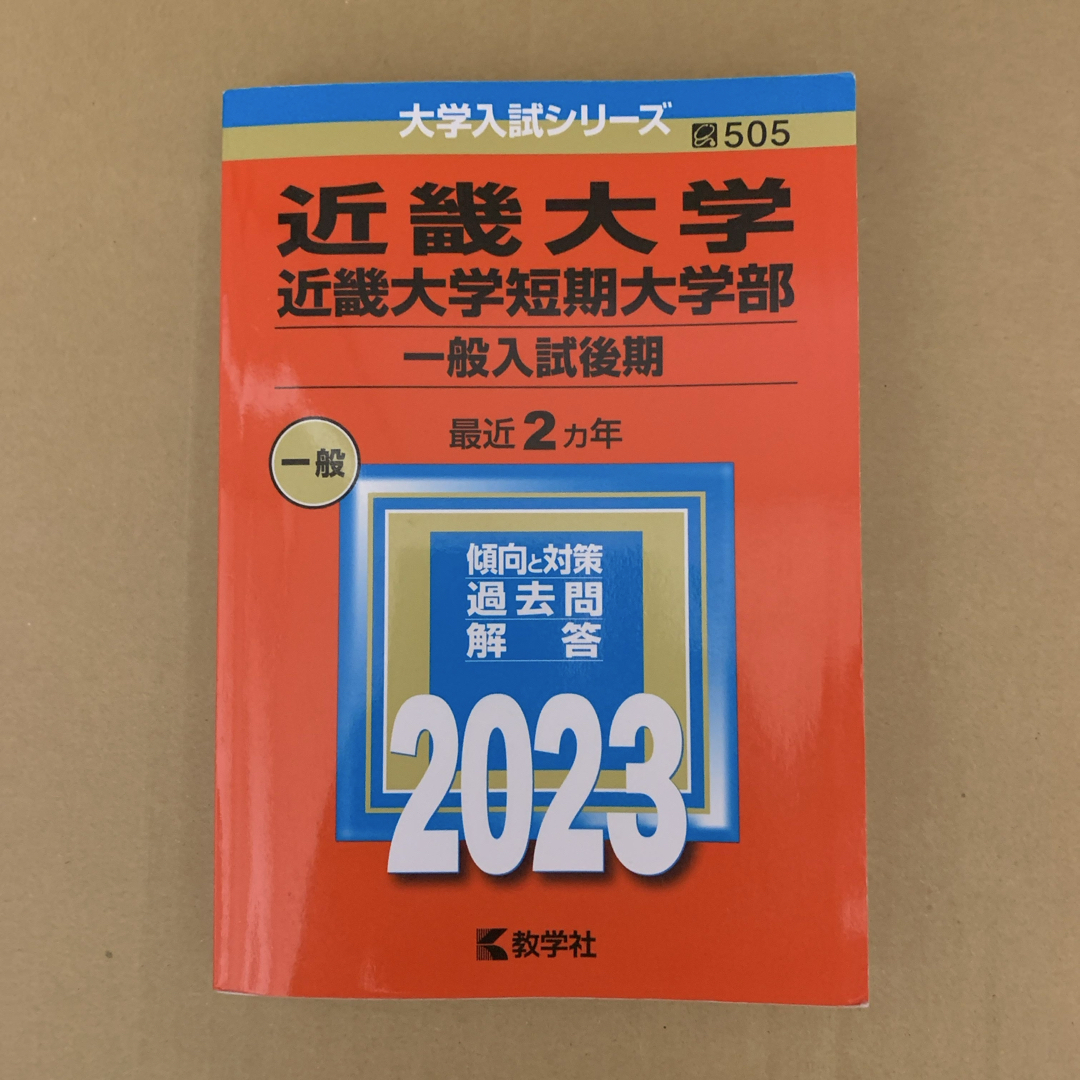 大学入試シリーズ
505
近畿大学
近畿大学短期大学部
一般入試後期
最近2カ年
一般
傾向と対策
過去問
解答
2023
教学社